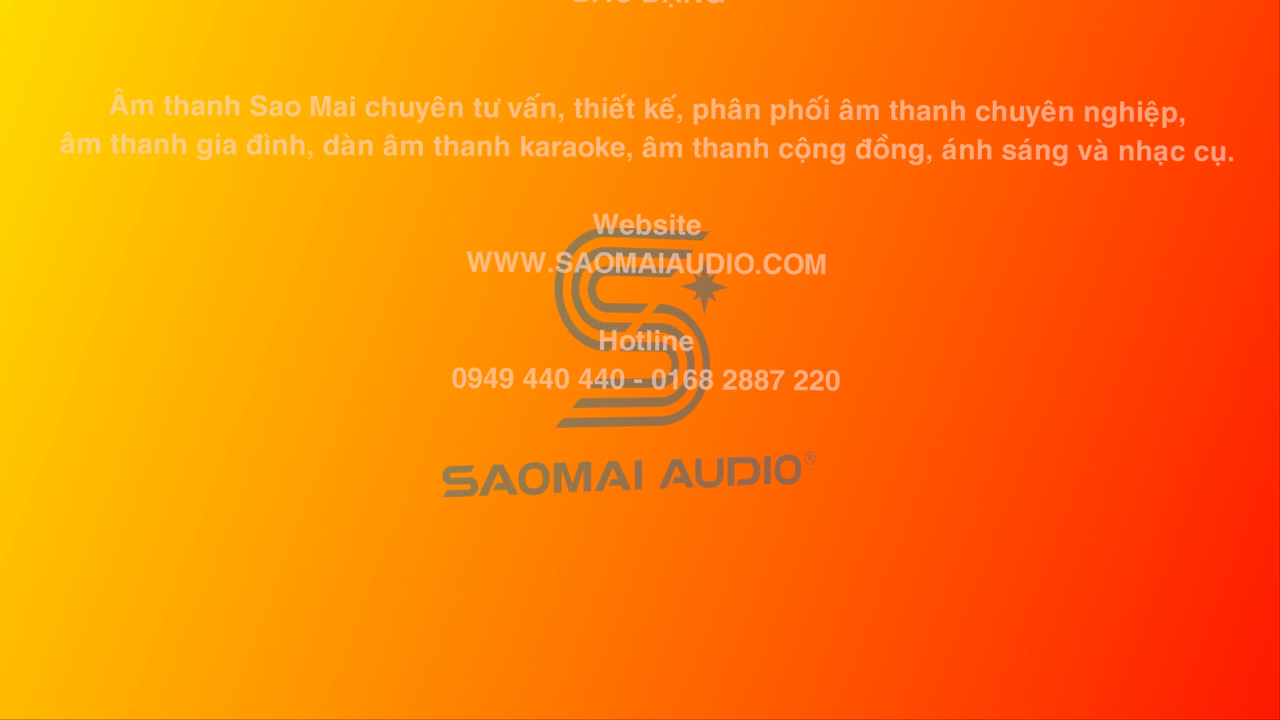 Âm thanh Sao Mai chuyên tư vấn, thiết kế, phân phối âm thanh chuyên nghiệp,
âm thanh gia đình, dàn âm thanh karaoke, âm thanh cộng đồng, ánh sáng và nhạc cụ.
Website
WWW.SAOMAIAUDIO.COM
Hotline
0949 440 440 - 0168 2887 220
SAOMAI AUDIO®